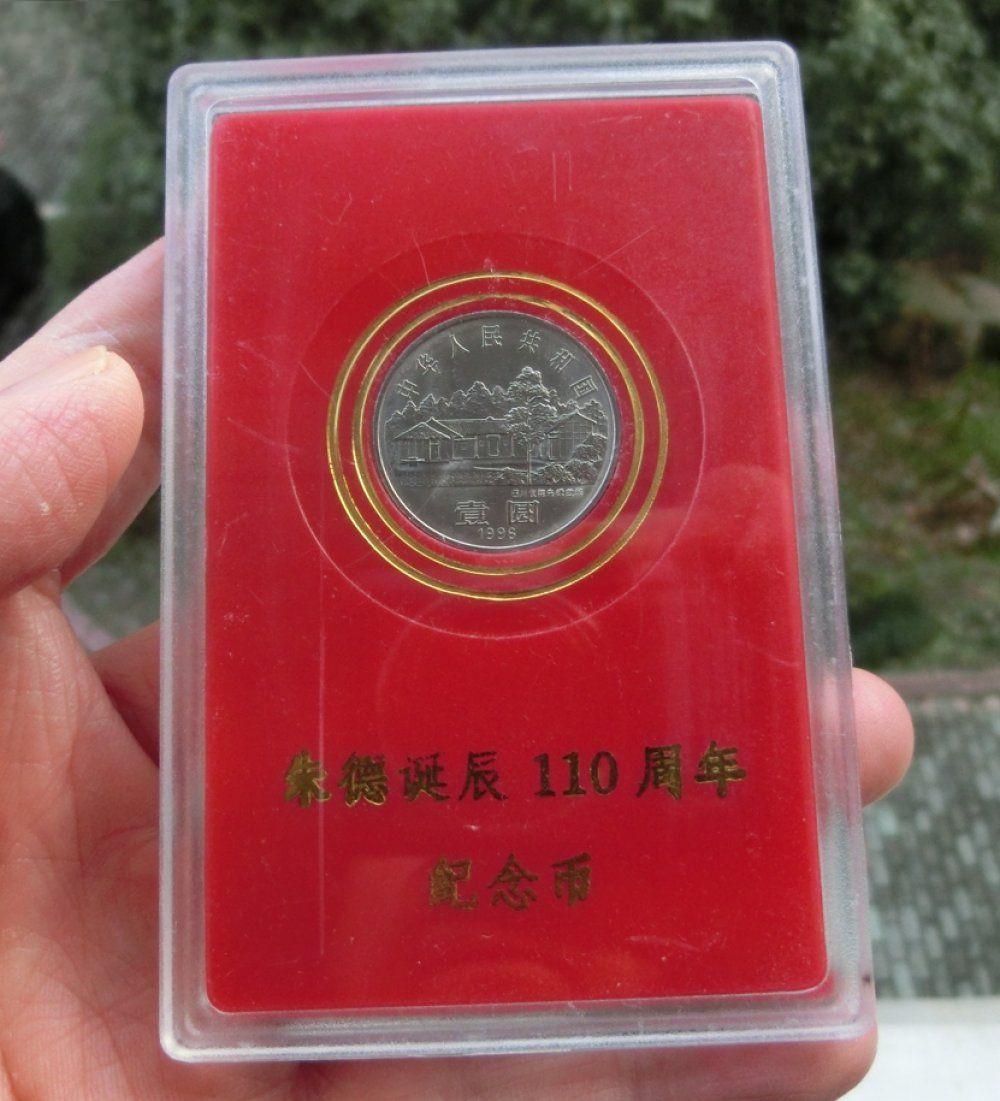 中华人民共和国
壹圆
1996
朱德诞辰 110 周年
纪念币